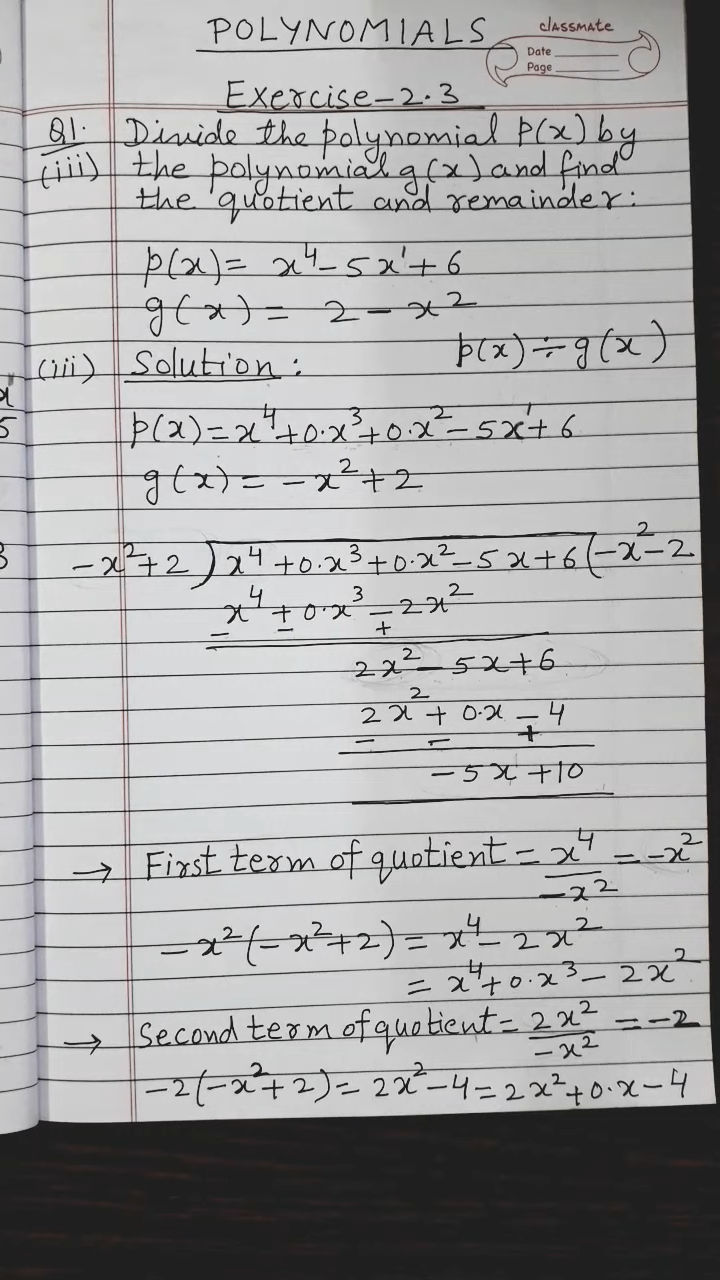 POLYNOMIALS
classmate
Date
Page
Exercise-2.3
Q1. Divide the polynomial p(x) by
(iii) the polynomial g(x) and find
the quotient and remainder:
p(x) = x⁴ - 5x¹ + 6
g(x) = 2 - x²
p(x) ÷ g(x)
(iii) Solution:
p(x) = x⁴ + 0.x³ + 0.x² - 5x¹ + 6
g(x) = -x² + 2
-x² + 2 ) x⁴ + 0.x³ + 0.x² - 5x + 6 ( -x² - 2
x⁴ + 0.x³ - 2x²
- - +
2x² - 5x + 6
2x² + 0.x - 4
- - +
-5x + 10
→ First term of quotient = x⁴/-x² = -x²
-x²(-x² + 2) = x⁴ - 2x²
= x⁴ + 0.x³ - 2x²
→ Second term of quotient = 2x²/-x² = -2
-2(-x² + 2) = 2x² - 4 = 2x² + 0.x - 4